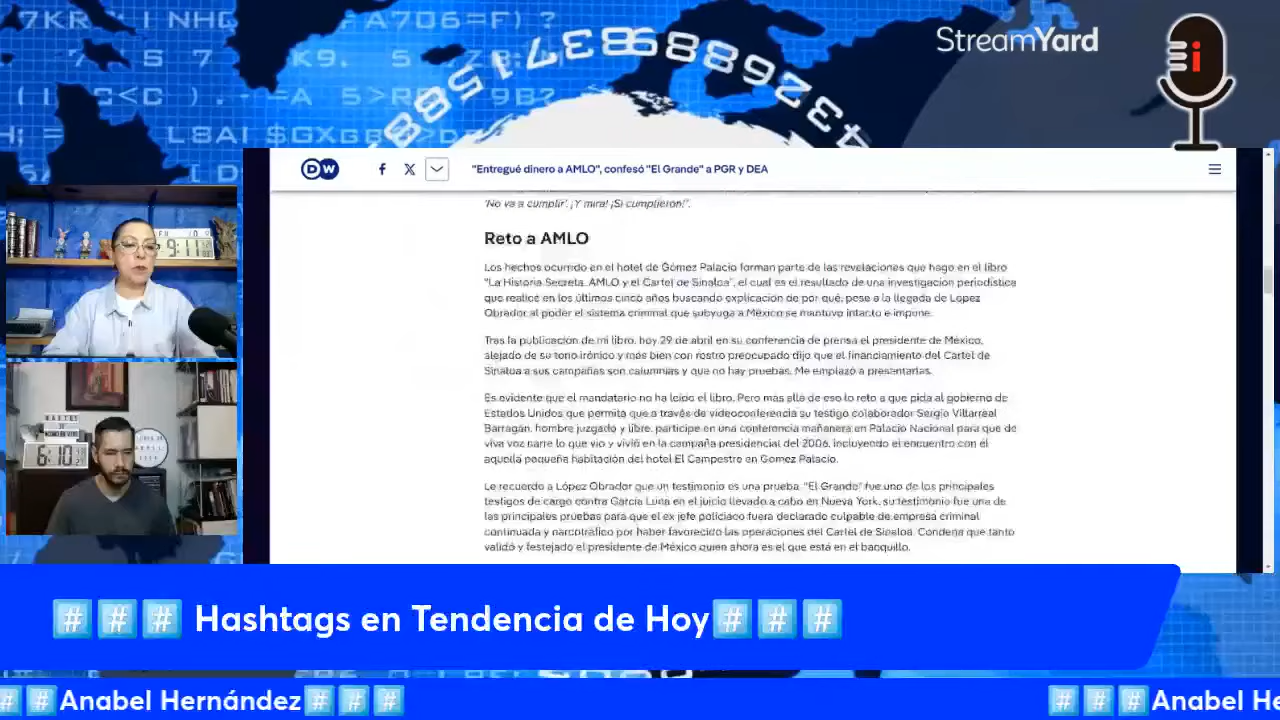 StreamYard
DW
"Entregué dinero a AMLO", confesó "El Grande" a PGR y DEA
'No va a cumplir'. ¡Y mira! ¡Sí cumplieron!".
Reto a AMLO
Los hechos ocurrido en el hotel de Gómez Palacio forman parte de las revelaciones que hago en el libro
"La Historia Secreta. AMLO y el Cartel de Sinaloa", el cual es el resultado de una investigación periodística
que realicé en los últimos cinco años buscando explicación de por qué, pese a la llegada de López
Obrador al poder el sistema criminal que subyuga a México se mantuvo intacto e impune.
Tras la publicación de mi libro, hoy 29 de abril en su conferencia de prensa el presidente de México,
alejado de su tono irónico y más bien con rostro preocupado dijo que el financiamiento del Cartel de
Sinaloa a sus campañas son calumnias y que no hay pruebas. Me emplazó a presentarlas.
Es evidente que el mandatario no ha leído el libro. Pero más allá de eso lo reto a que pida al gobierno de
Estados Unidos que permita que a través de videoconferencia su testigo colaborador Sergio Villarreal
Barragán, hombre juzgado y libre, participe en una conferencia mañanera en Palacio Nacional para que de
viva voz narre lo que vio y vivió en la campaña presidencial del 2006, incluyendo el encuentro con él
aquella pequeña habitación del hotel El Campestre en Gómez Palacio.
Le recuerdo a López Obrador que un testimonio es una prueba. "El Grande" fue uno de los principales
testigos de cargo contra García Luna en el juicio llevado a cabo en Nueva York, su testimonio fue una de
las principales pruebas para que el ex jefe policiaco fuera declarado culpable de empresa criminal
continuada y narcotráfico por haber favorecido las operaciones del Cartel de Sinaloa. Condena que tanto
validó y festejado el presidente de México quien ahora es el que está en el banquillo.
9:11
6:10
#️⃣#️⃣#️⃣ Hashtags en Tendencia de Hoy#️⃣#️⃣#️⃣
#️⃣#️⃣Anabel Hernández#️⃣#️⃣#️⃣ #️⃣#️⃣#️⃣Anabel He